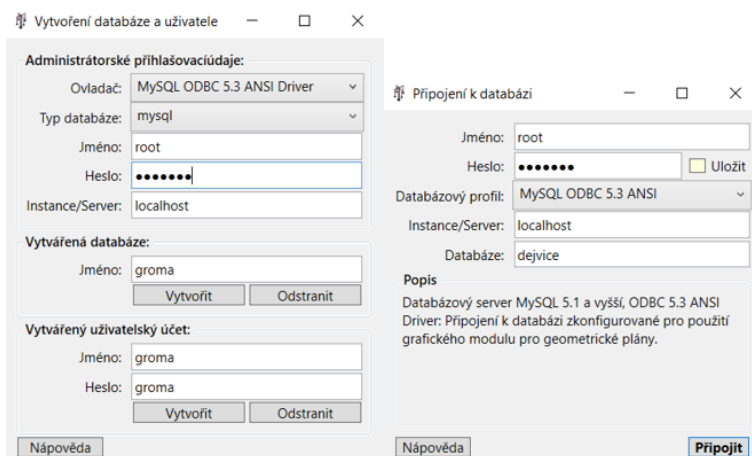 Vytvoření databáze a uživatele
Administrátorské přihlašovacíúdaje:
Ovladač: MySQL ODBC 5.3 ANSI Driver
Typ databáze: mysql
Jméno: root
Heslo: ●●●●●●●
Instance/Server: localhost
Vytvářená databáze:
Jméno: groma
Vytvořit Odstranit
Vytvářený uživatelský účet:
Jméno: groma
Heslo: groma
Vytvořit Odstranit
Nápověda
Připojení k databázi
Jméno: root
Heslo: ●●●●●●● Uložit
Databázový profil: MySQL ODBC 5.3 ANSI
Instance/Server: localhost
Databáze: dejvice
Popis
Databázový server MySQL 5.1 a vyšší, ODBC 5.3 ANSI
Driver: Připojení k databázi zkonfigurované pro použití
grafického modulu pro geometrické plány.
Nápověda Připojit